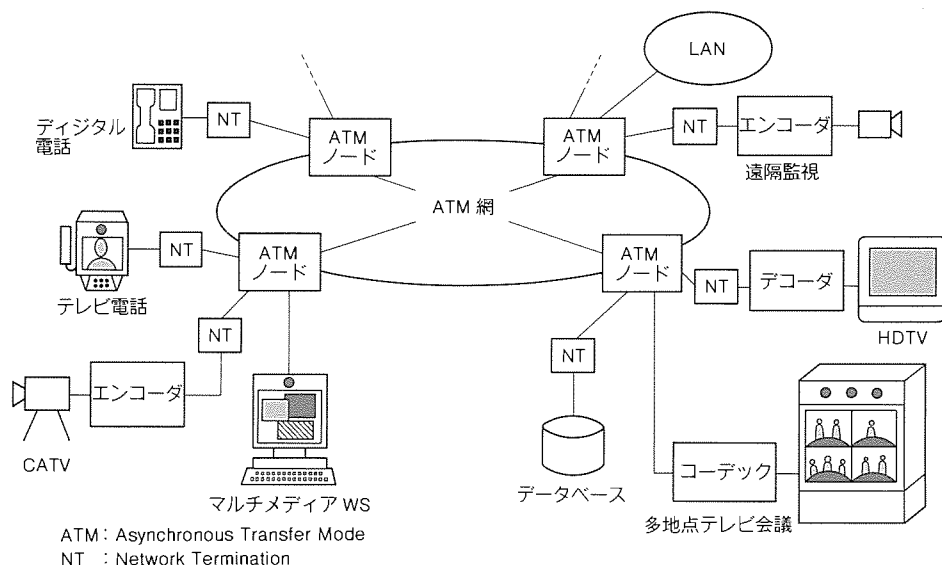 LAN
ディジタル
電話
NT
ATM
ノード
ATM
ノード
NT
エンコーダ
遠隔監視
ATM 網
テレビ電話
NT
ATM
ノード
ATM
ノード
NT
デコーダ
HDTV
NT
エンコーダ
CATV
マルチメディア WS
NT
データベース
コーデック
多地点テレビ会議
ATM : Asynchronous Transfer Mode
NT : Network Termination